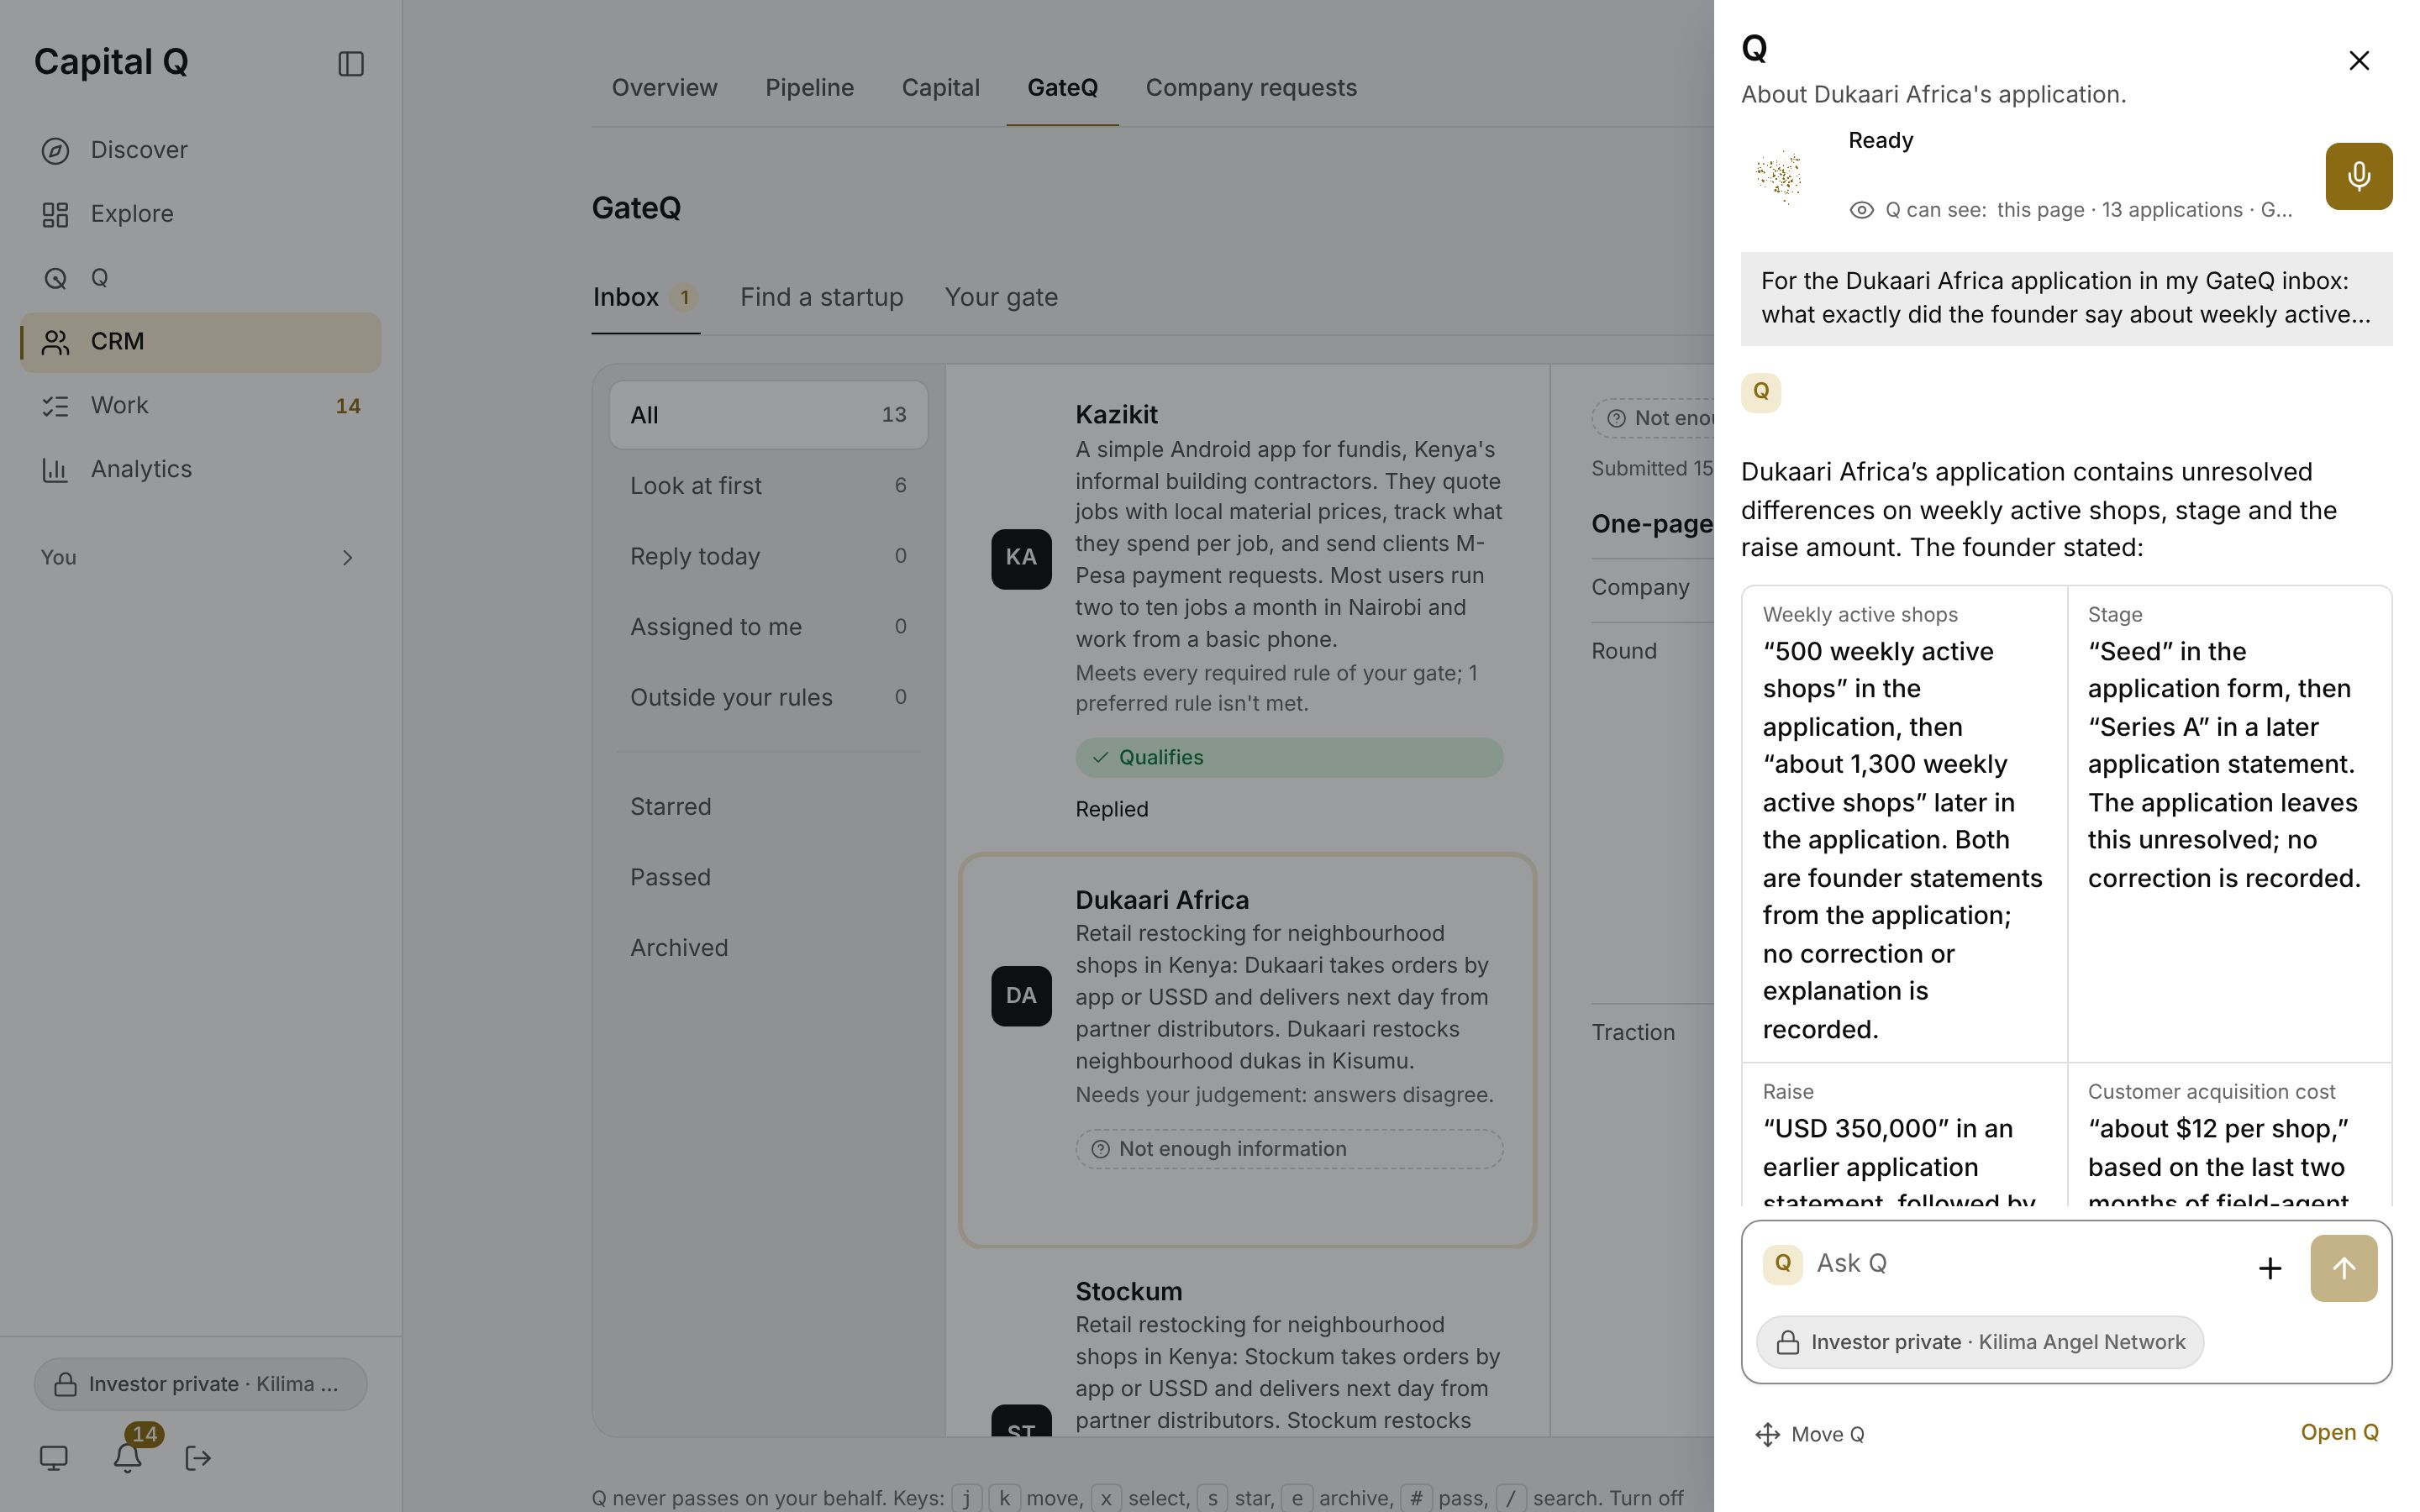 Capital Q
Discover
Explore
Q
CRM
Work 14
Analytics
You
Investor private · Kilima ...
14
Overview Pipeline Capital GateQ Company requests
GateQ
Inbox 1 Find a startup Your gate
All 13
Look at first 6
Reply today 0
Assigned to me 0
Outside your rules 0
Starred
Passed
Archived
KA
Kazikit
A simple Android app for fundis, Kenya's
informal building contractors. They quote
jobs with local material prices, track what
they spend per job, and send clients M-
Pesa payment requests. Most users run
two to ten jobs a month in Nairobi and
work from a basic phone.
Meets every required rule of your gate; 1
preferred rule isn't met.
Qualifies
Replied
DA
Dukaari Africa
Retail restocking for neighbourhood
shops in Kenya: Dukaari takes orders by
app or USSD and delivers next day from
partner distributors. Dukaari restocks
neighbourhood dukas in Kisumu.
Needs your judgement: answers disagree.
Not enough information
ST
Stockum
Retail restocking for neighbourhood
shops in Kenya: Stockum takes orders by
app or USSD and delivers next day from
partner distributors. Stockum restocks
Not enou
Submitted 15
One-page
Company
Round
Traction
Q never passes on your behalf. Keys: j k move, x select, s star, e archive, # pass, / search. Turn off
Q
About Dukaari Africa's application.
Ready
Q can see: this page · 13 applications · G...
For the Dukaari Africa application in my GateQ inbox:
what exactly did the founder say about weekly active...
Q
Dukaari Africa’s application contains unresolved
differences on weekly active shops, stage and the
raise amount. The founder stated:
Weekly active shops
“500 weekly active
shops” in the
application, then
“about 1,300 weekly
active shops” later in
the application. Both
are founder statements
from the application;
no correction or
explanation is
recorded.
Stage
“Seed” in the
application form, then
“Series A” in a later
application statement.
The application leaves
this unresolved; no
correction is recorded.
Raise
“USD 350,000” in an
earlier application
statement, followed by
Customer acquisition cost
“about $12 per shop,”
based on the last two
months of field-agent
Q Ask Q
Investor private · Kilima Angel Network
Move Q
Open Q